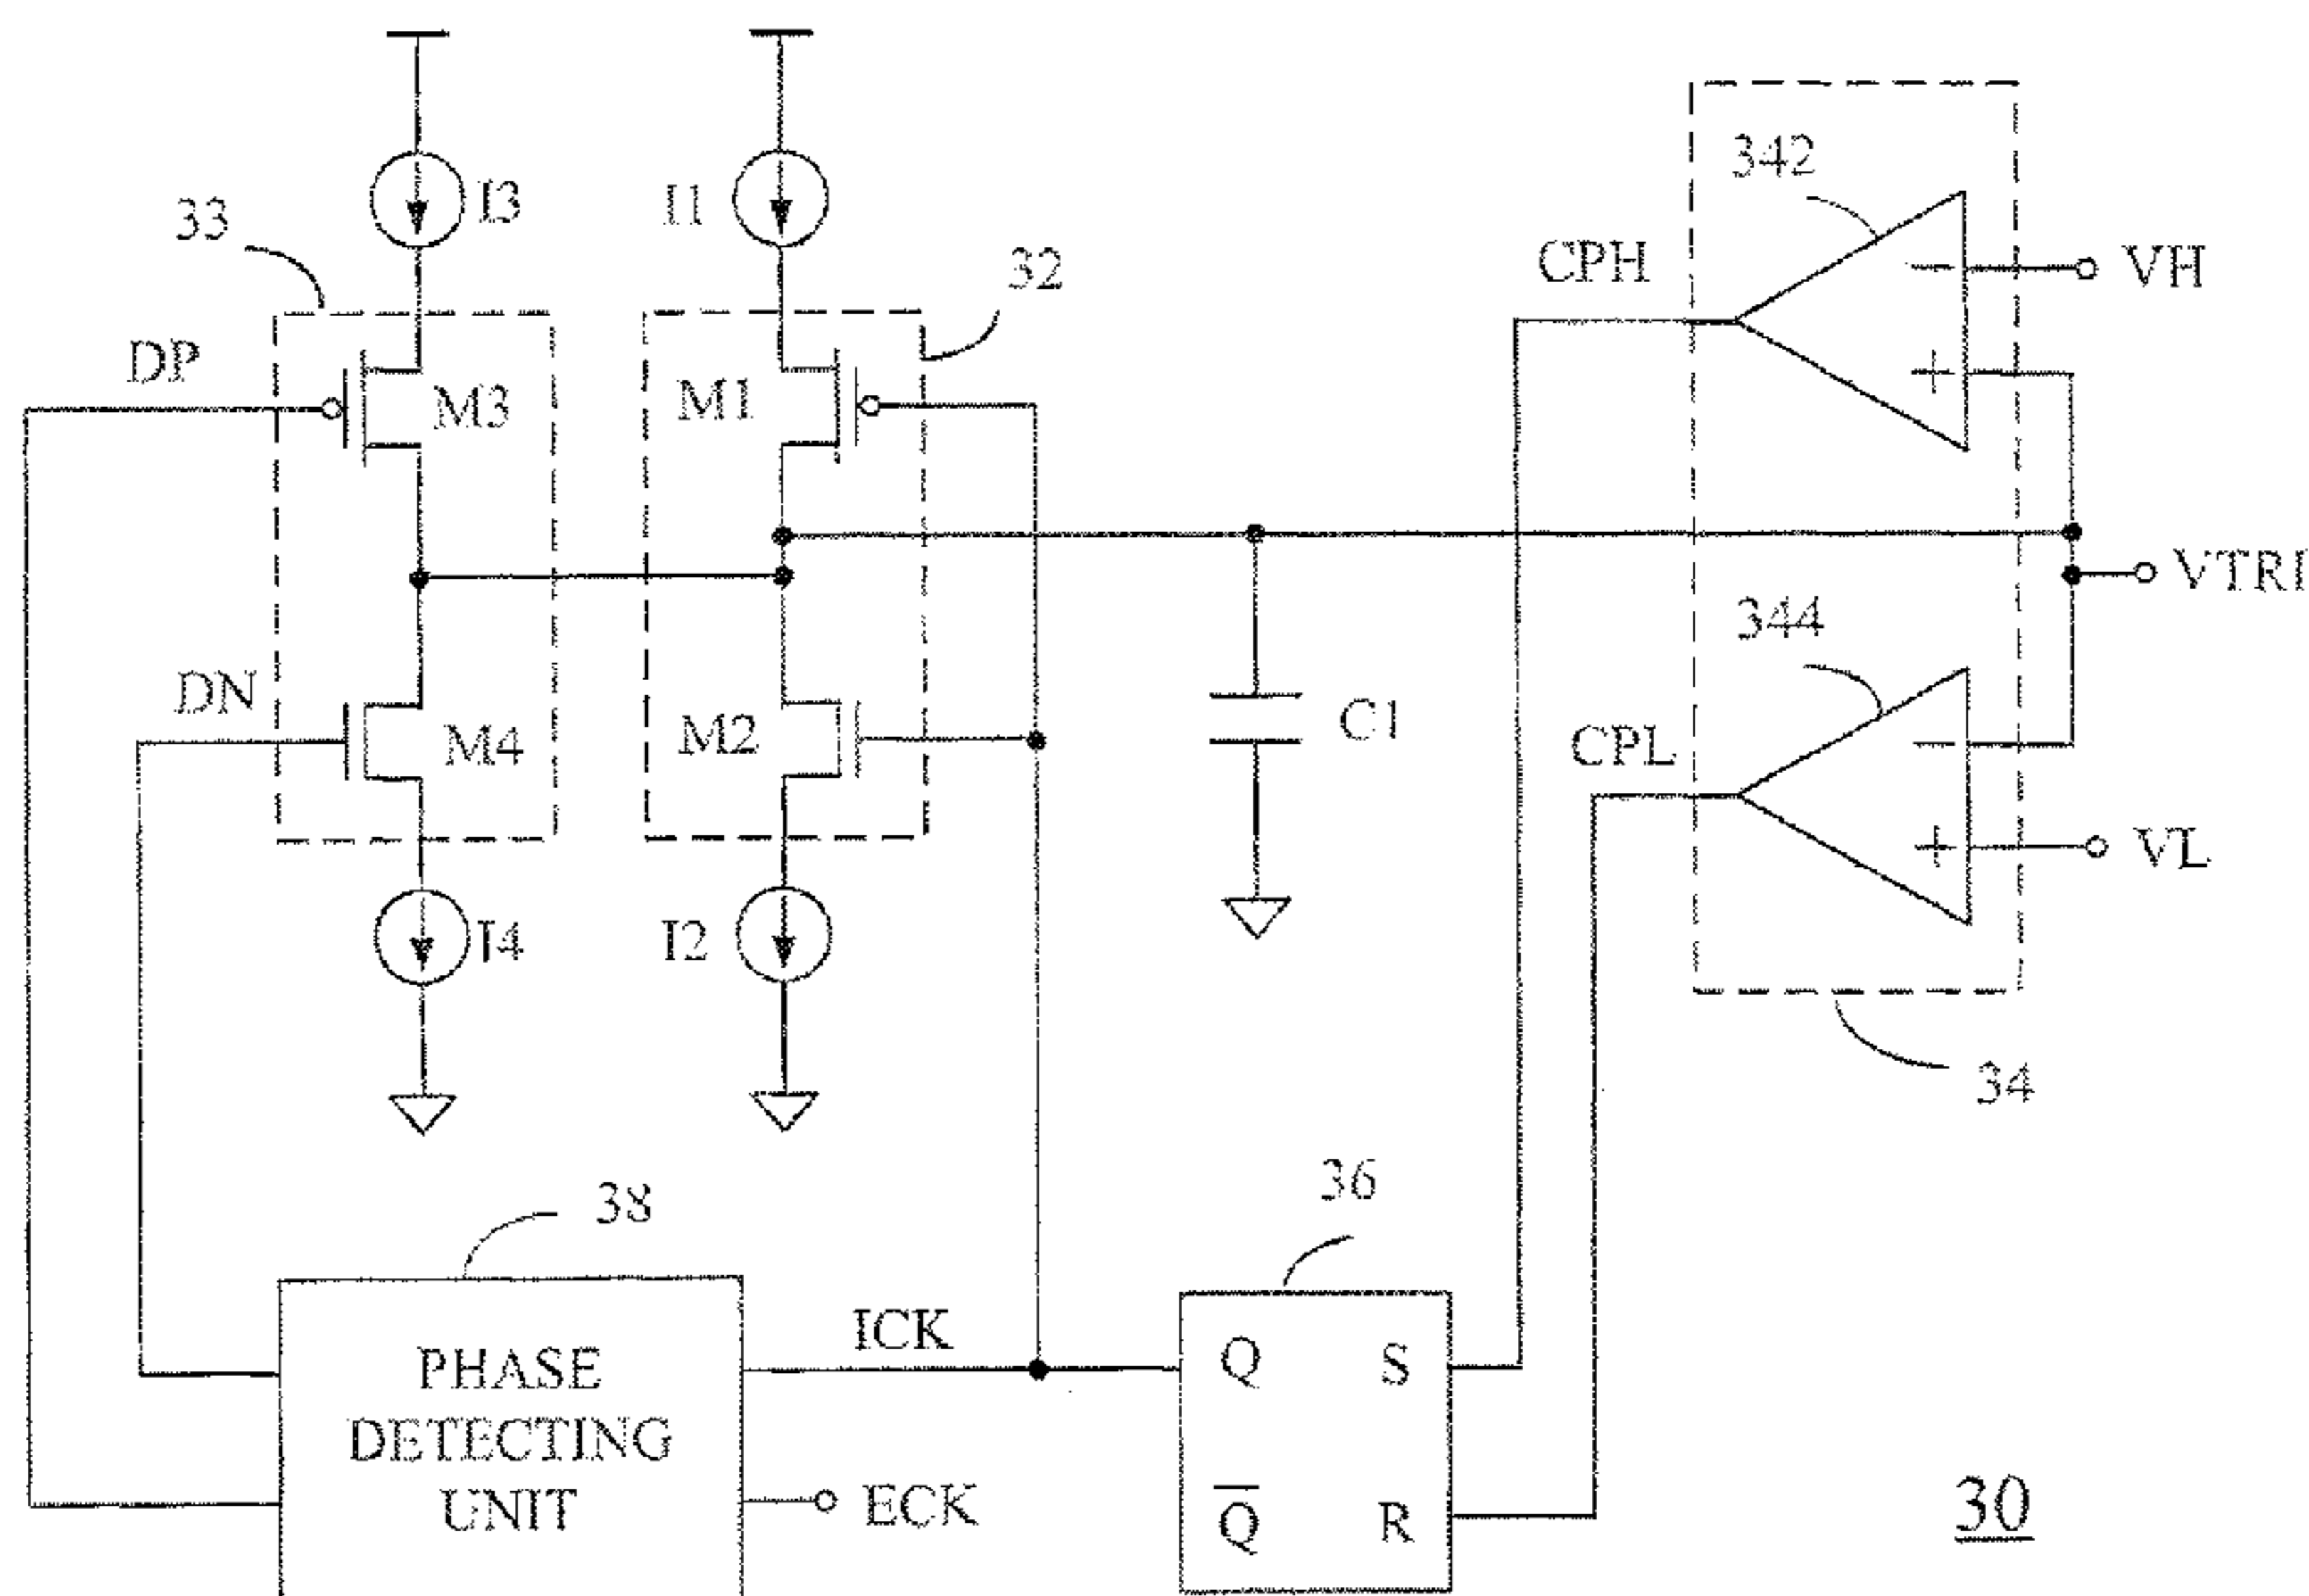 342
33
I3
I1
32
CPH
VH
DP
M3
M1
VTRI
344
DN
M4
M2
C1
CPL
VL
I4
I2
34
38
36
PHASE
DETECTING
UNIT
ICK
ECK
Q
S
Q
R
30